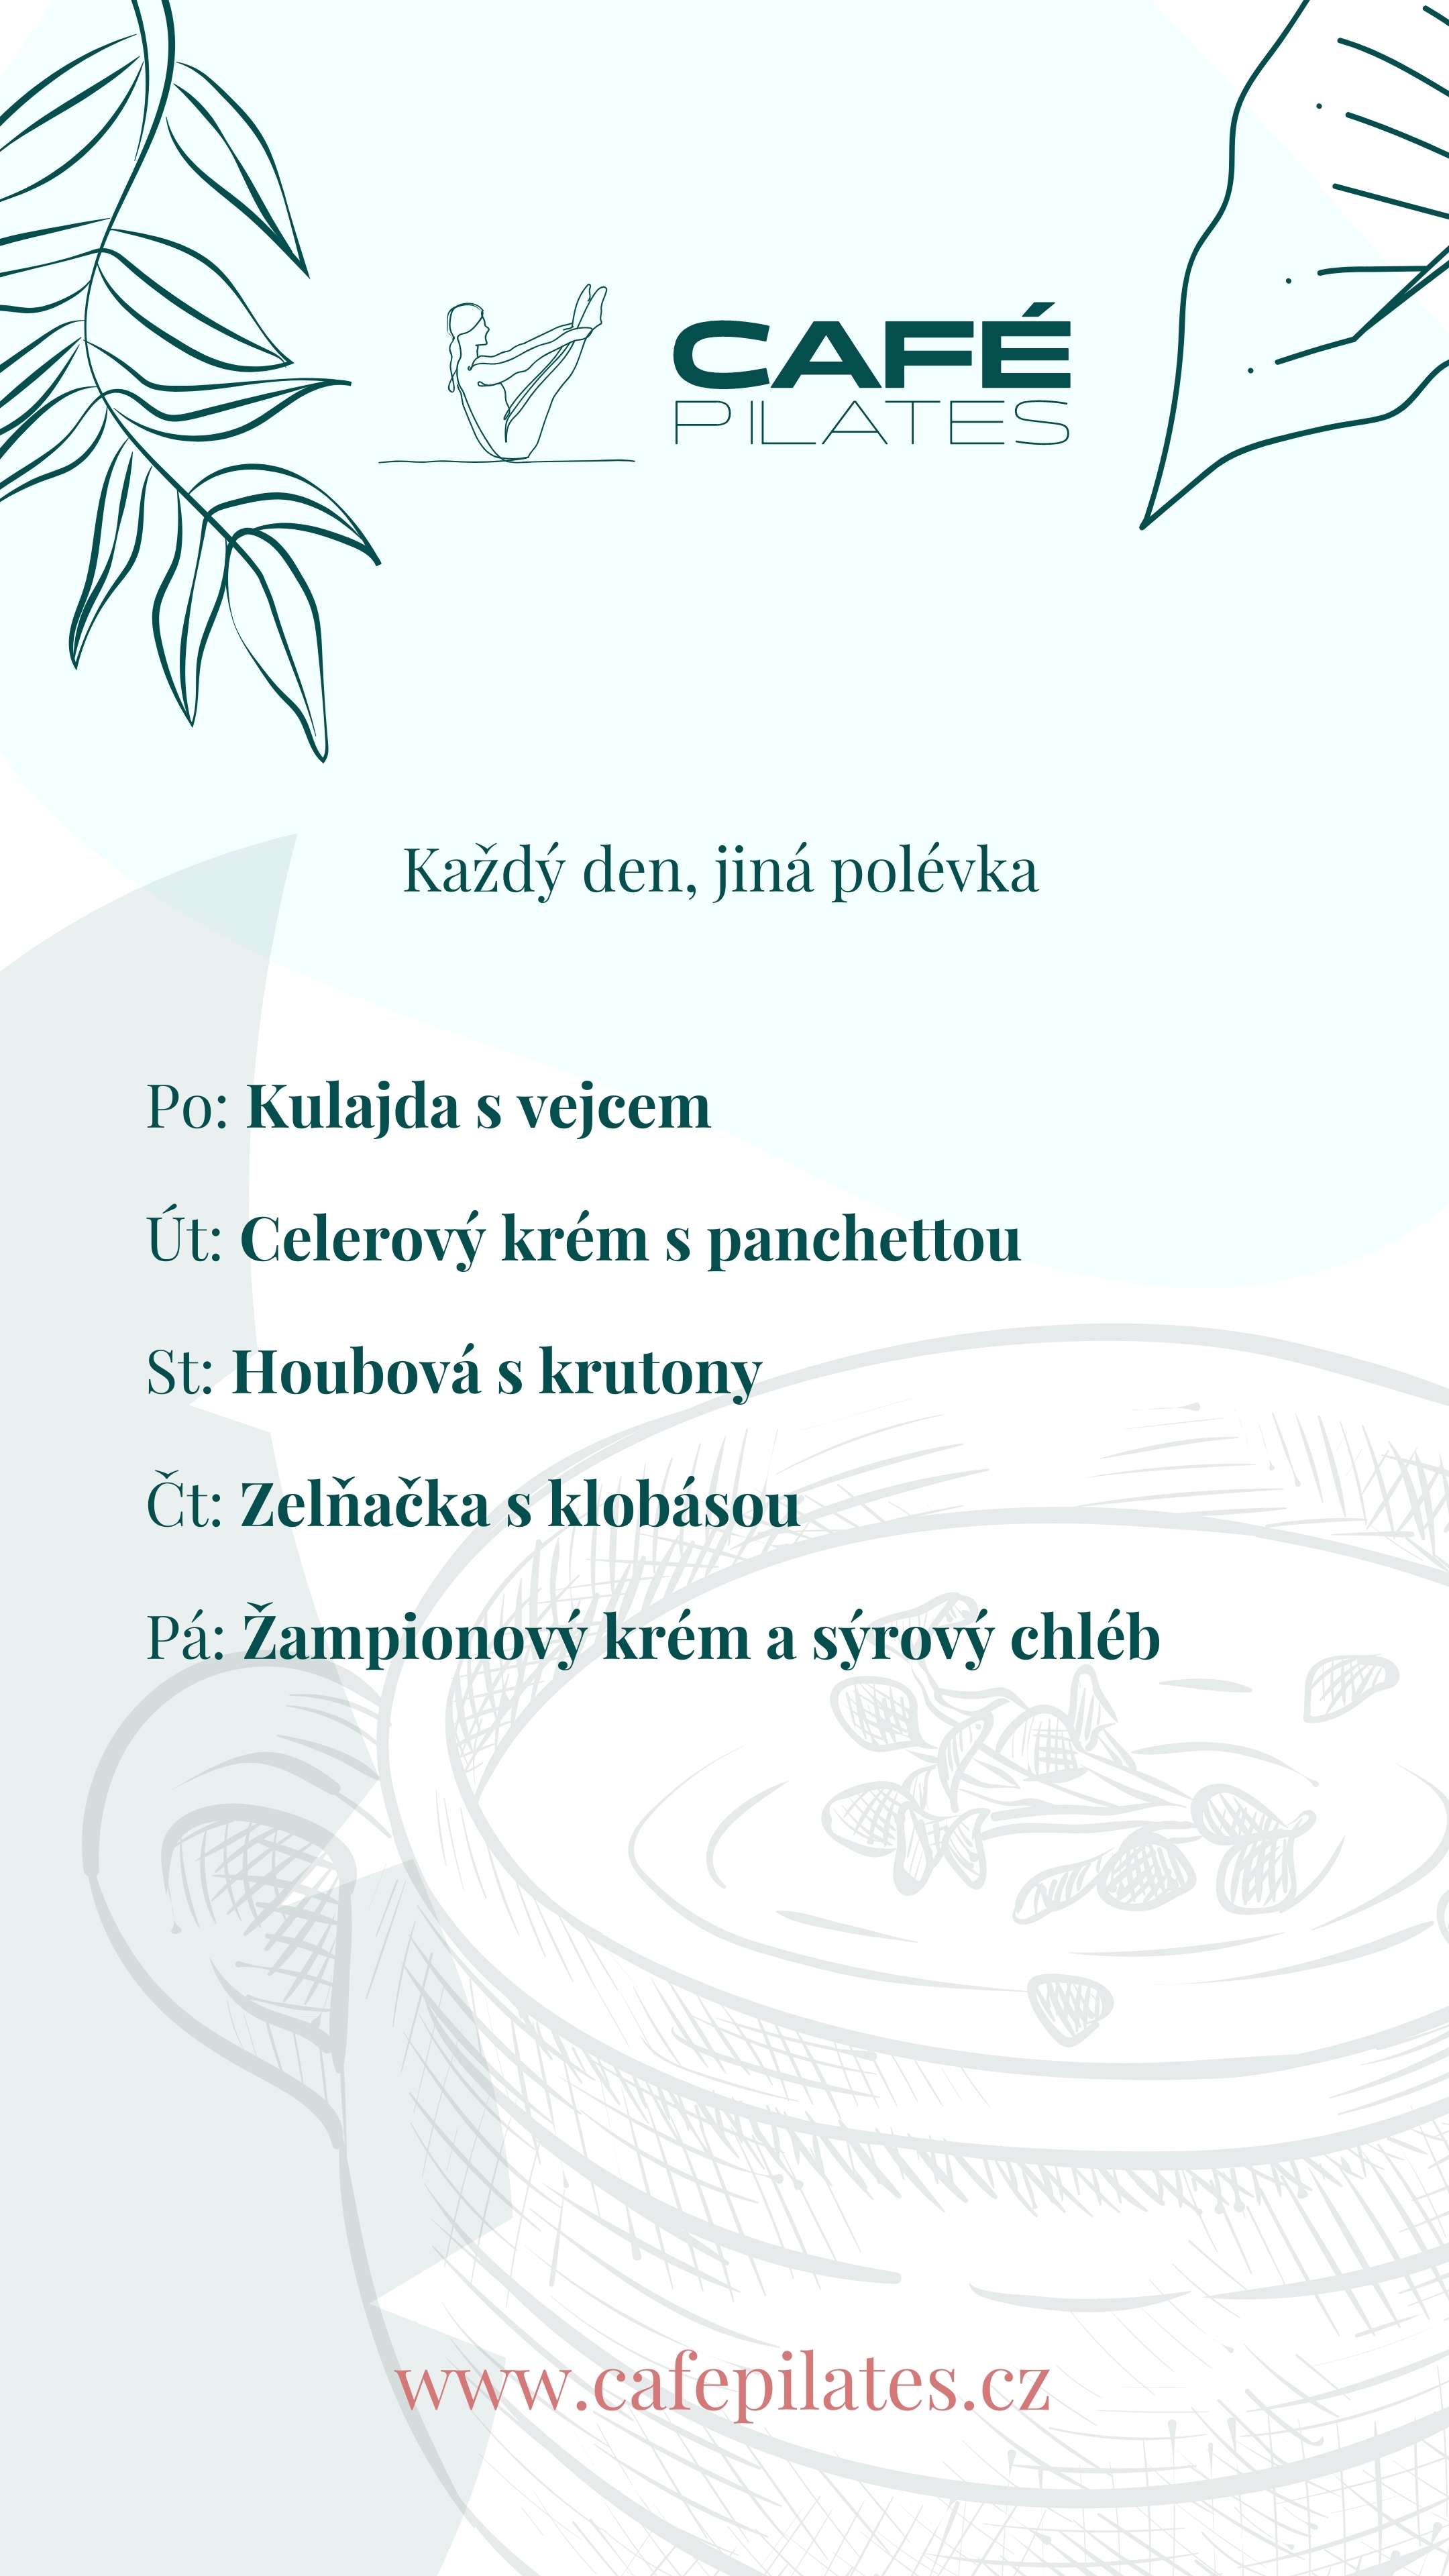 CAFÉ
PILATES
Každý den, jiná polévka
Po: Kulajda s vejcem
Út: Celerový krém s panchettou
St: Houbová s krutony
Čt: Zelňačka s klobásou
Pá: Žampionový krém a sýrový chléb
www.cafepilates.cz